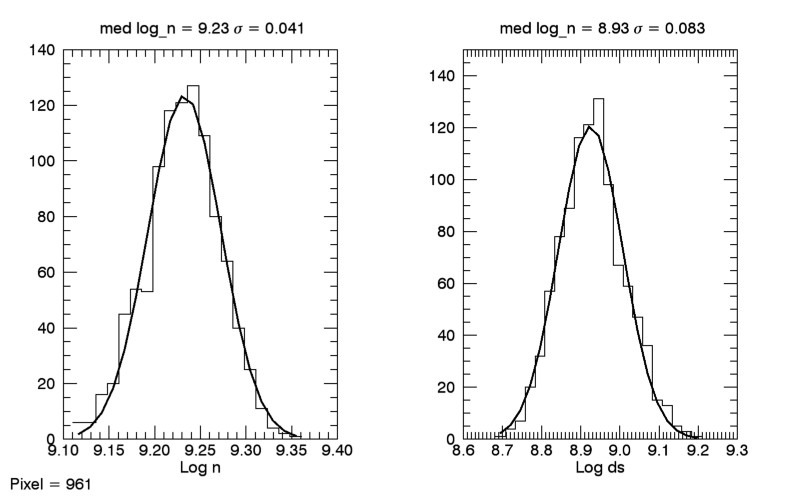 med log_n = 9.23 σ = 0.041
140
120
100
80
60
40
20
0
9.10 9.15 9.20 9.25 9.30 9.35 9.40
Log n
med log_n = 8.93 σ = 0.083
140
120
100
80
60
40
20
0
8.6 8.7 8.8 8.9 9.0 9.1 9.2 9.3
Log ds
Pixel = 961